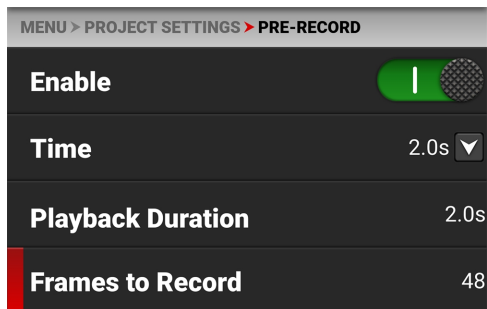 MENU > PROJECT SETTINGS > PRE-RECORD
Enable
Time 2.0s
Playback Duration 2.0s
Frames to Record 48